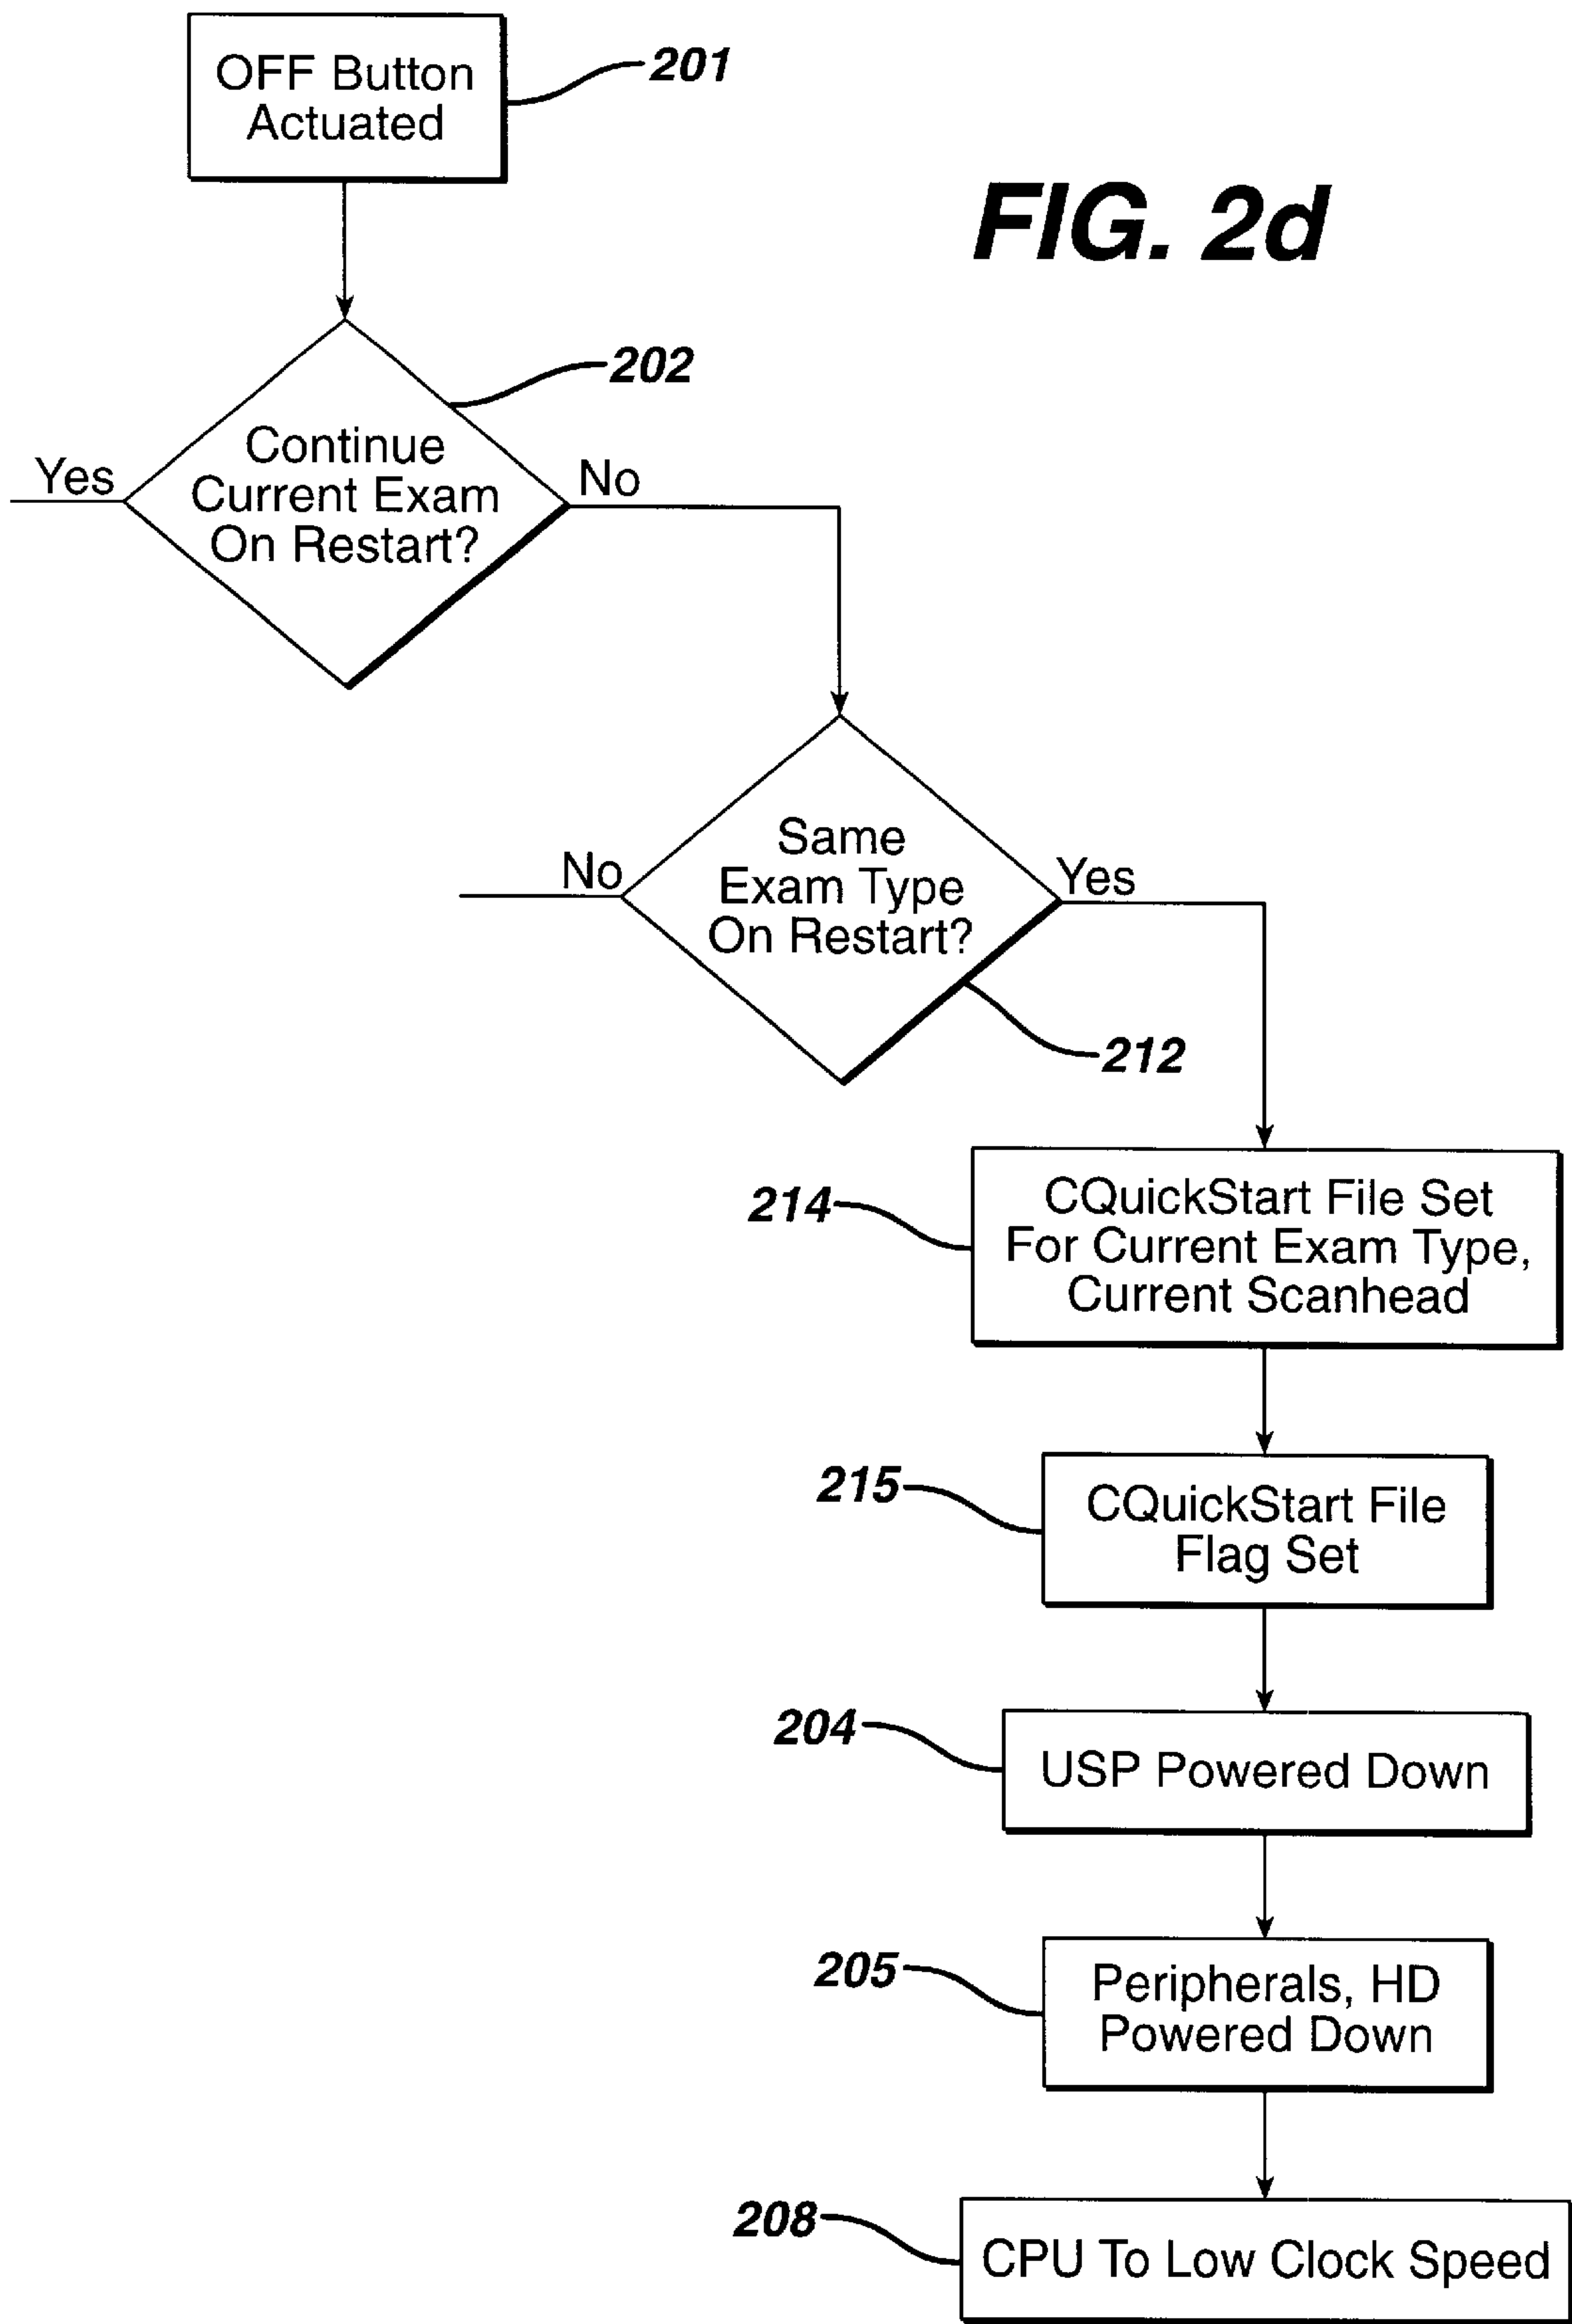 OFF Button
Actuated
201
FIG. 2d
202
Continue
Current Exam
On Restart?
Yes
No
Same
Exam Type
On Restart?
No
Yes
212
214
CQuickStart File Set
For Current Exam Type,
Current Scanhead
215
CQuickStart File
Flag Set
204
USP Powered Down
205
Peripherals, HD
Powered Down
208
CPU To Low Clock Speed